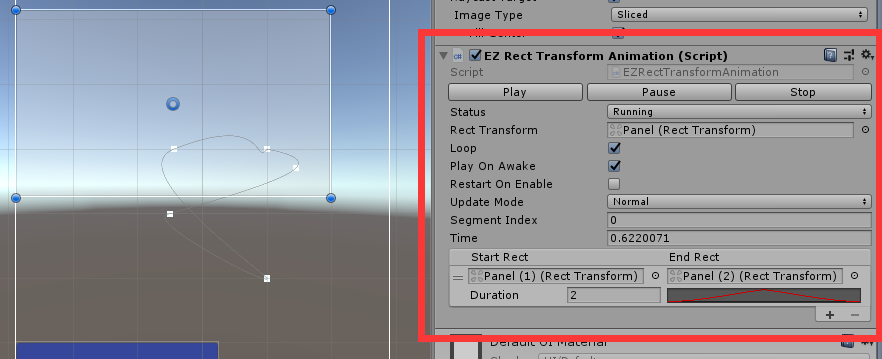 Image Type Sliced
EZ Rect Transform Animation (Script)
Script EZRectTransformAnimation
Play Pause Stop
Status Running
Rect Transform Panel (Rect Transform)
Loop
Play On Awake
Restart On Enable
Update Mode Normal
Segment Index 0
Time 0.6220071
Start Rect End Rect
Panel (1) (Rect Transform) Panel (2) (Rect Transform)
Duration 2
Default UI Material